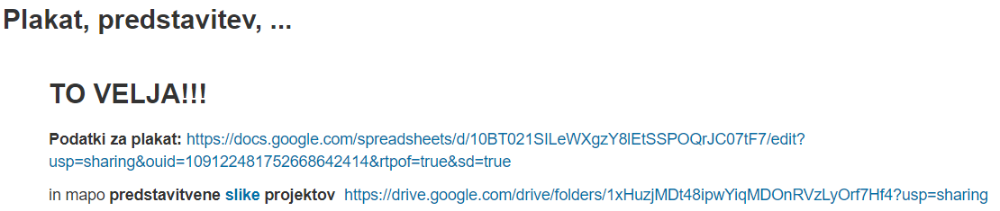 Plakat, predstavitev, ...
TO VELJA!!!
Podatki za plakat: https://docs.google.com/spreadsheets/d/10BT021SILeWXgzY8lEtSSPOQrJC07tF7/edit?
usp=sharing&ouid=109122481752668642414&rtpof=true&sd=true
in mapo predstavitvene slike projektov https://drive.google.com/drive/folders/1xHuzjMDt48ipwYiqMDOnRVzLyOrf7Hf4?usp=sharing